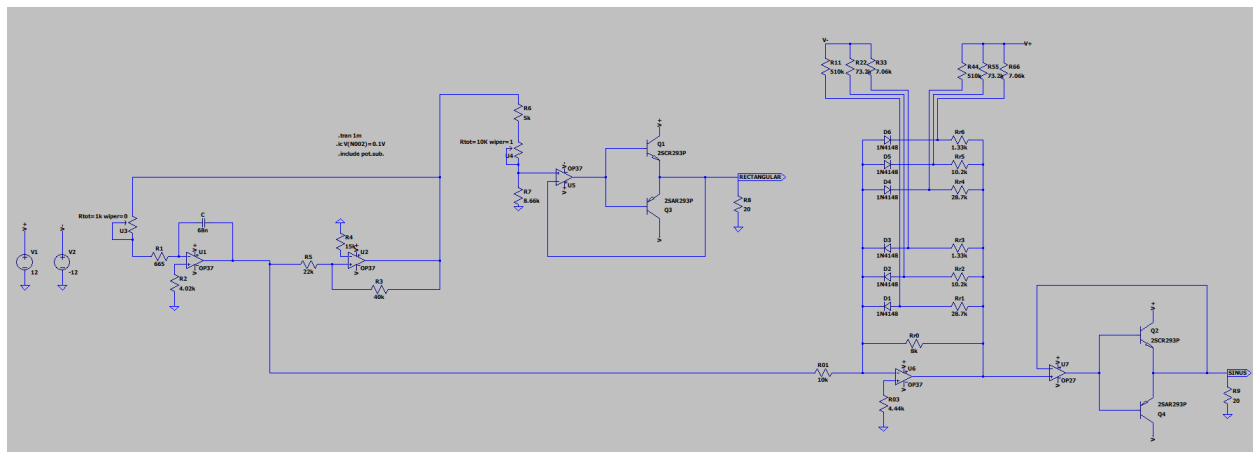 V-
V+
R11
510k
R22
73.2k
R33
7.06k
R44
510k
R55
73.2k
R66
7.06k
R6
5k
.tran 1m
.ic V(N002)=0.1V
.include pot.sub.
Rtot=10K wiper=1
U4
R7
8.66k
V-
OP37
U5
V+
Q1
2SCR293P
2SAR293P
Q3
V-
RECTANGULAR
R8
20
D6
1N4148
Rr6
1.33k
D5
1N4148
Rr5
10.2k
D4
1N4148
Rr4
28.7k
D3
1N4148
Rr3
1.33k
D2
1N4148
Rr2
10.2k
D1
1N4148
Rr1
28.7k
Rr0
8k
Rtot=1k wiper=0
U3
V+
V1
12
V-
V2
-12
C
68n
R1
665
V+
U1
OP37
V-
R2
4.02k
R4
15k
V+
U2
OP37
V-
R5
22k
R3
40k
R01
10k
V+
U6
OP37
V-
R03
4.44k
V+
U7
OP27
V-
V+
Q2
2SCR293P
2SAR293P
Q4
V-
SINUS
R9
20